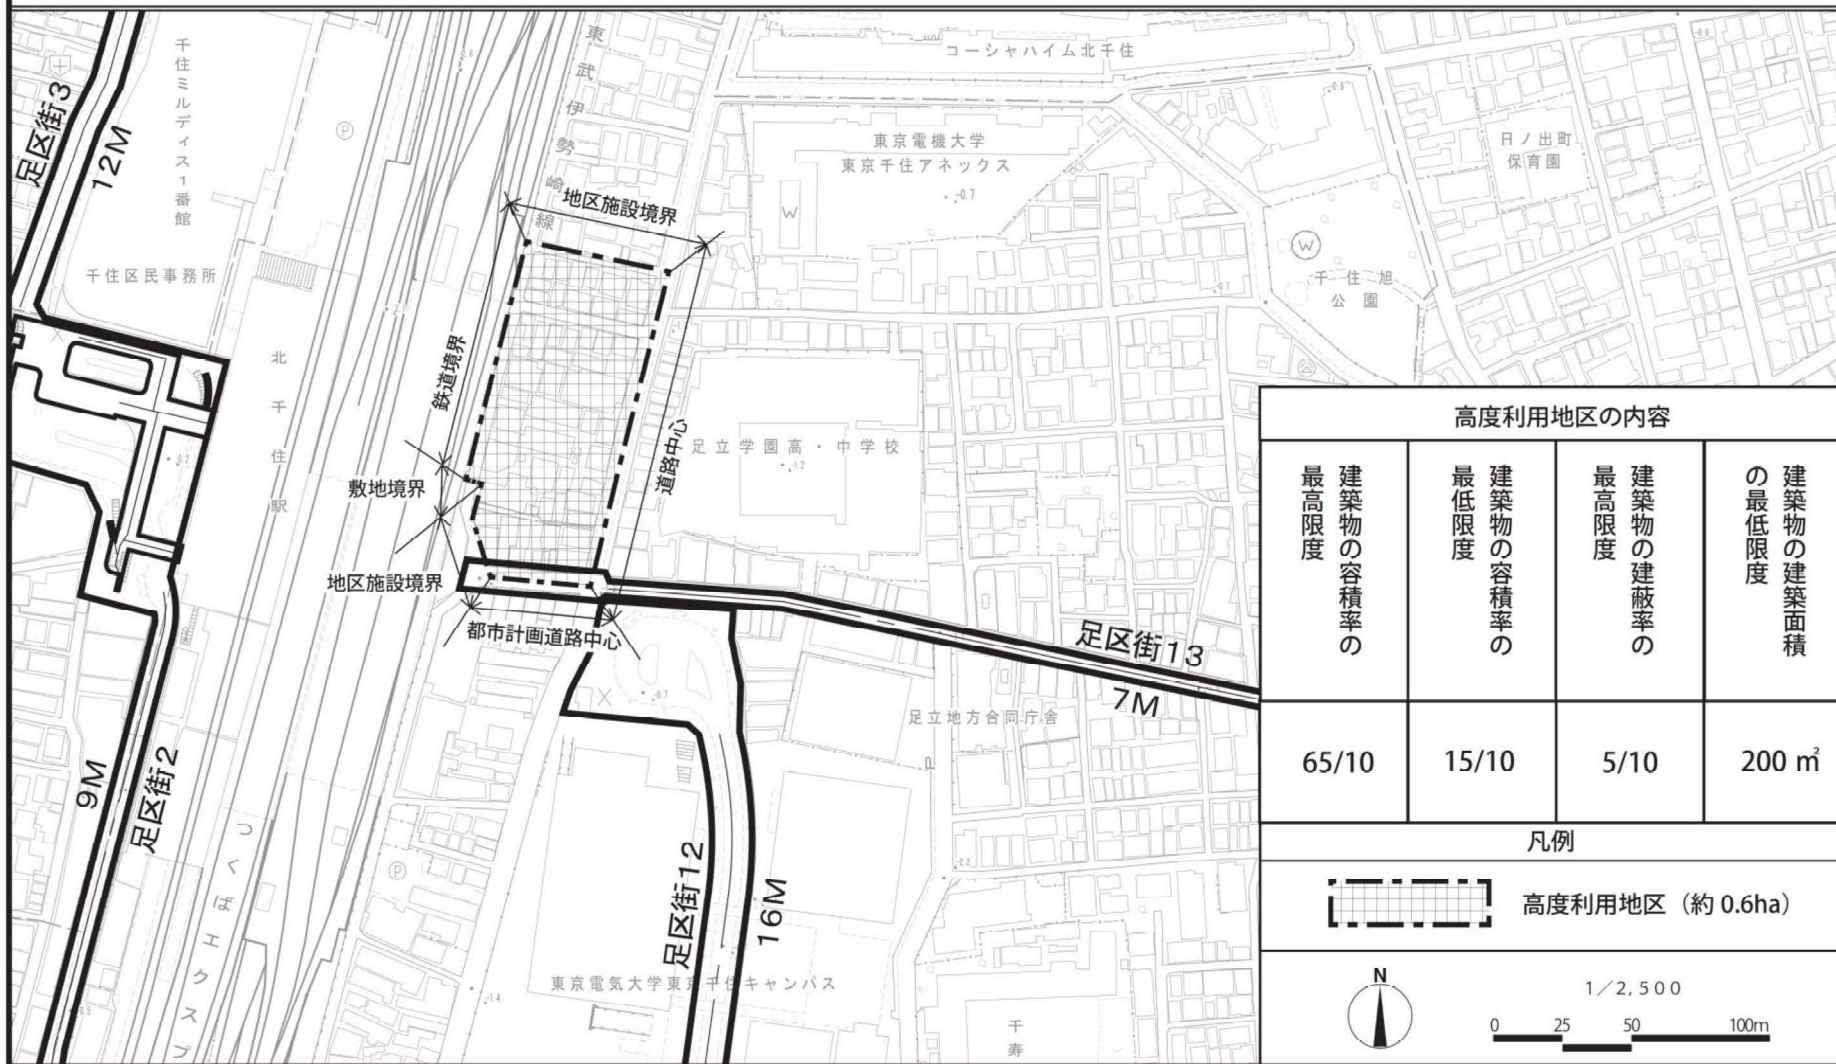 足区街3
12M
千住ミルディス1番館
千住区民事務所
北千住駅
東武伊勢崎線
コーシャハイム北千住
東京電機大学
東京千住アネックス
日ノ出町
保育園
千住旭
公園
地区施設境界
鉄道境界
道路中心
敷地境界
地区施設境界
都市計画道路中心
足立学園高・中学校
足区街13
7M
足立地方合同庁舎
9M
足区街2
つくばエクスプ
足区街12
16M
東京電気大学東京千住キャンパス
千寿
高度利用地区の内容
建築物の容積率の
最高限度
建築物の容積率の
最低限度
建築物の建蔽率の
最高限度
建築物の建築面積
の最低限度
65/10
15/10
5/10
200 ㎡
凡例
高度利用地区（約 0.6ha）
N
1／2,500
0 25 50 100m